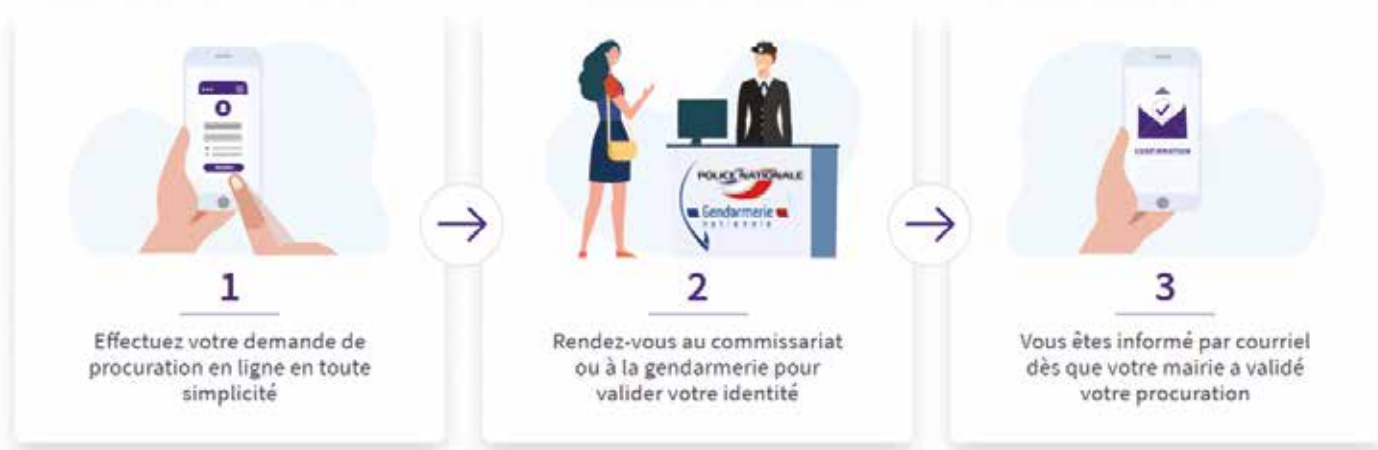 1
Effectuez votre demande de
procuration en ligne en toute
simplicité
POLICE NATIONALE
Gendarmerie
nationale
2
Rendez-vous au commissariat
ou à la gendarmerie pour
valider votre identité
CONFIRMATION
3
Vous êtes informé par courriel
dès que votre mairie a validé
votre procuration